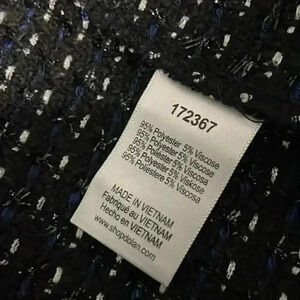 172367
95% Polyester 5% Viscose
95% Polyester 5% Viscose
95% Polyester 5% Viscosa
95% Polyester 5% Viskose
95% Poliestere 5% Viscosa
MADE IN VIETNAM
Fabriqué au VIETNAM
Hecho en VIETNAM
www.shopdolan.com